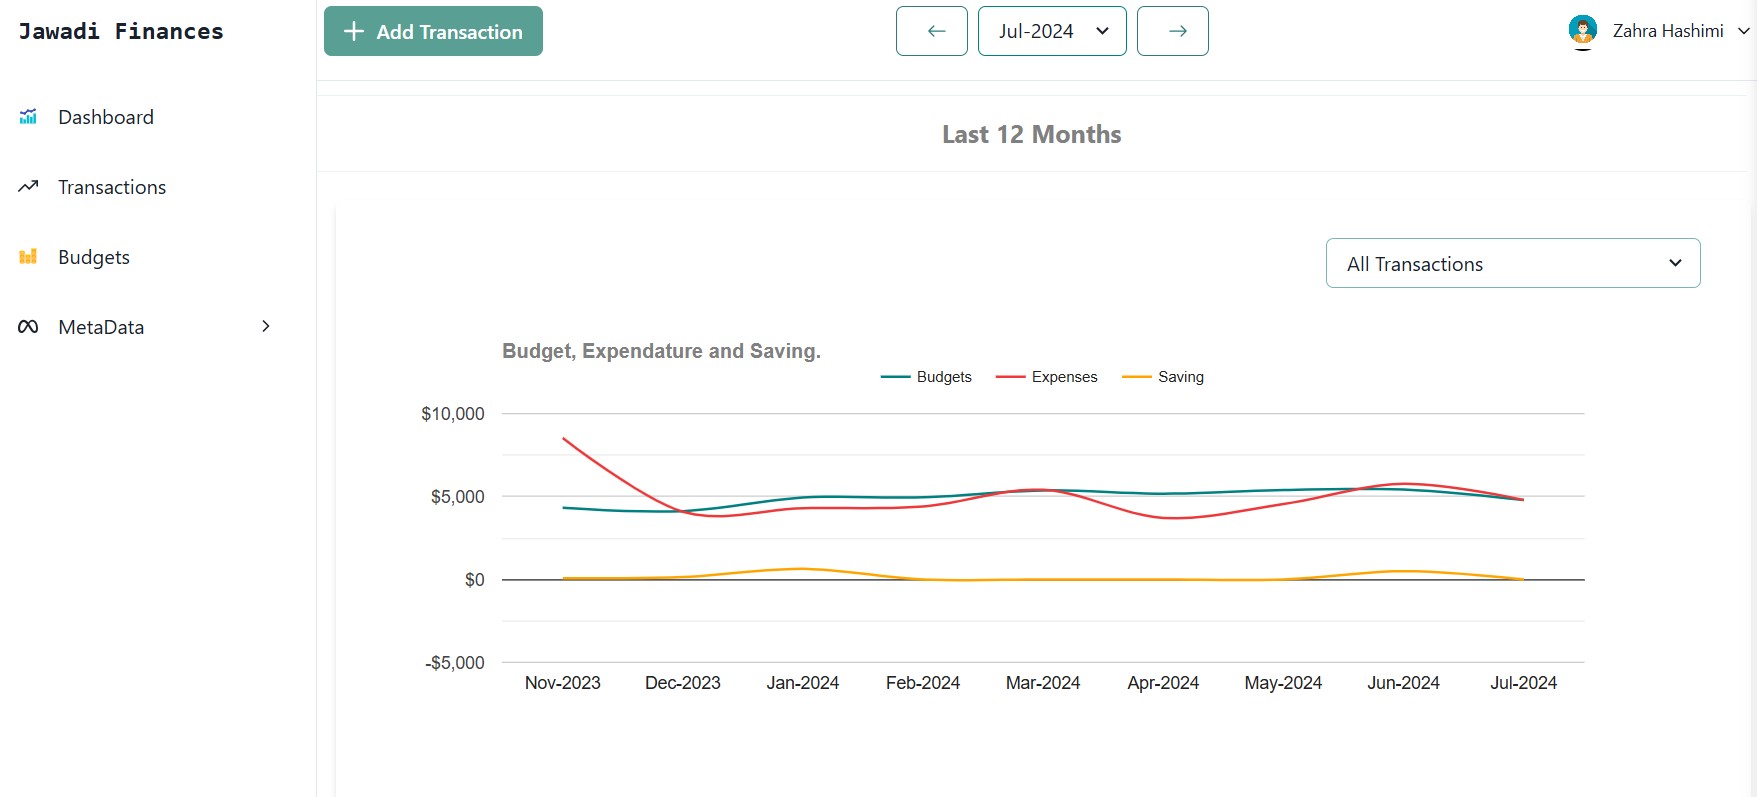 Jawadi Finances
Add Transaction
Jul-2024
Zahra Hashimi
Dashboard
Transactions
Budgets
MetaData
Last 12 Months
All Transactions
Budget, Expendature and Saving.
Budgets Expenses Saving
$10,000
$5,000
$0
-$5,000
Nov-2023 Dec-2023 Jan-2024 Feb-2024 Mar-2024 Apr-2024 May-2024 Jun-2024 Jul-2024